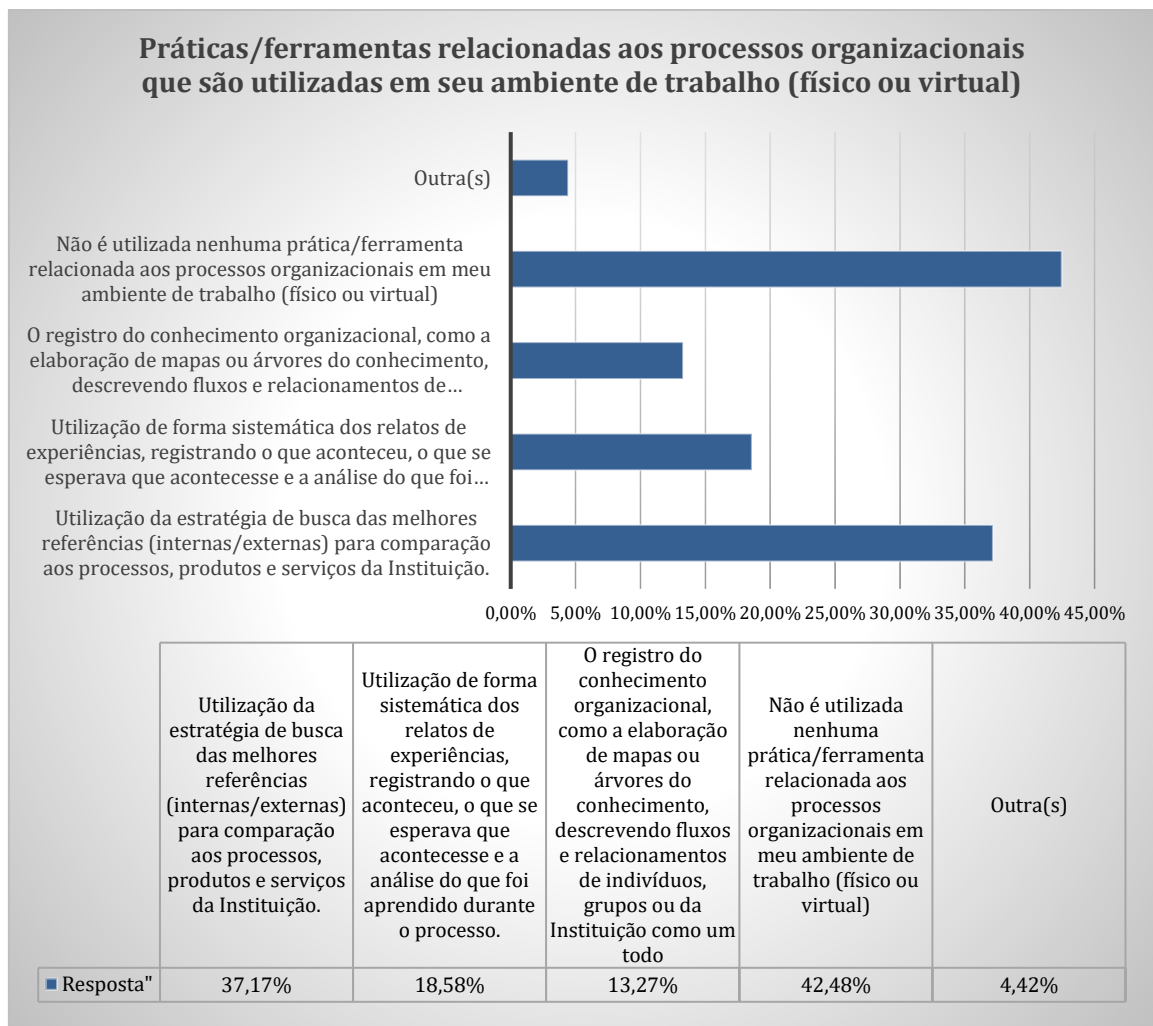 Práticas/ferramentas relacionadas aos processos organizacionais
que são utilizadas em seu ambiente de trabalho (físico ou virtual)
Outra(s)
Não é utilizada nenhuma prática/ferramenta
relacionada aos processos organizacionais em meu
ambiente de trabalho (físico ou virtual)
O registro do conhecimento organizacional, como a
elaboração de mapas ou árvores do conhecimento,
descrevendo fluxos e relacionamentos de…
Utilização de forma sistemática dos relatos de
experiências, registrando o que aconteceu, o que se
esperava que acontecesse e a análise do que foi…
Utilização da estratégia de busca das melhores
referências (internas/externas) para comparação
aos processos, produtos e serviços da Instituição.
0,00% 5,00% 10,00% 15,00% 20,00% 25,00% 30,00% 35,00% 40,00% 45,00%
Utilização da
estratégia de busca
das melhores
referências
(internas/externas)
para comparação
aos processos,
produtos e serviços
da Instituição.
Utilização de forma
sistemática dos
relatos de
experiências,
registrando o que
aconteceu, o que se
esperava que
acontecesse e a
análise do que foi
aprendido durante
o processo.
O registro do
conhecimento
organizacional,
como a elaboração
de mapas ou
árvores do
conhecimento,
descrevendo fluxos
e relacionamentos
de indivíduos,
grupos ou da
Instituição como um
todo
Não é utilizada
nenhuma
prática/ferramenta
relacionada aos
processos
organizacionais em
meu ambiente de
trabalho (físico ou
virtual)
Outra(s)
Resposta" 37,17% 18,58% 13,27% 42,48% 4,42%